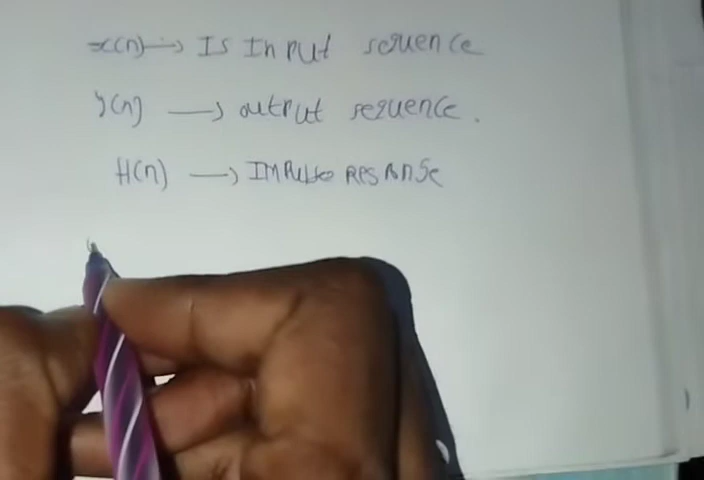 x(n) → Is Input sequence
y(n) → output sequence.
H(n) → IMPulse RESPONSE